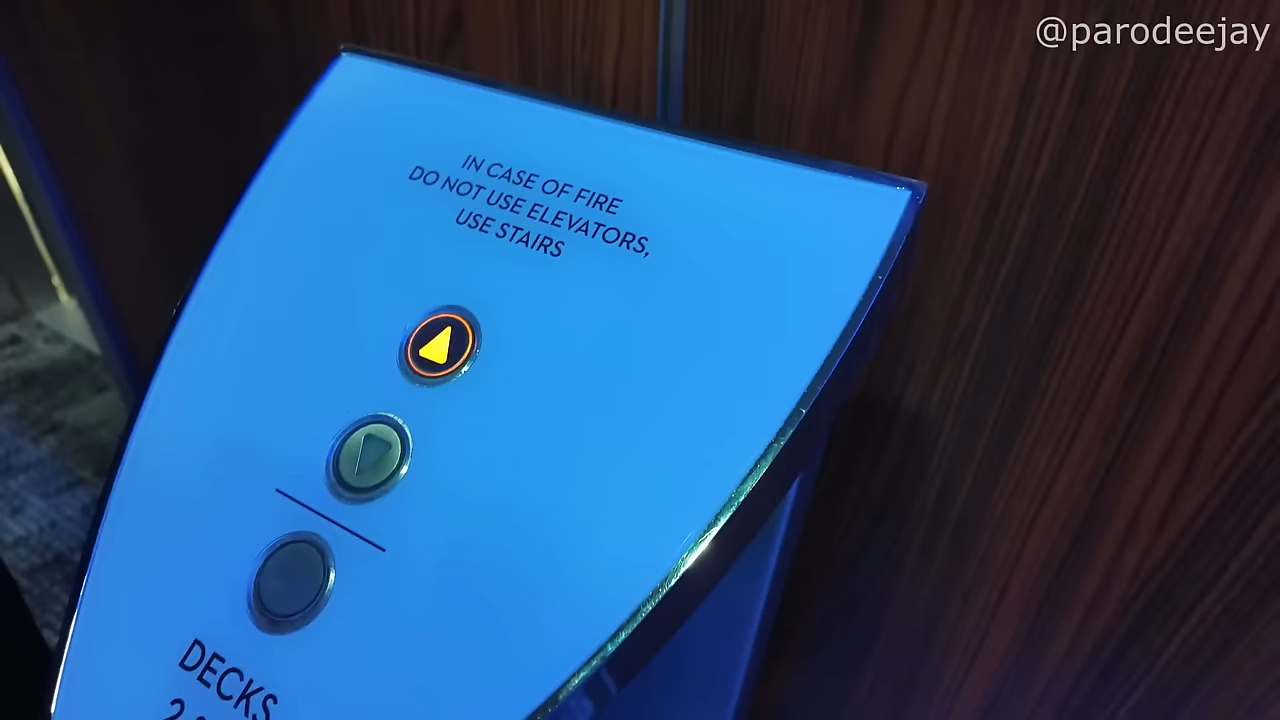 @parodeejay
IN CASE OF FIRE
DO NOT USE ELEVATORS,
USE STAIRS
DECKS